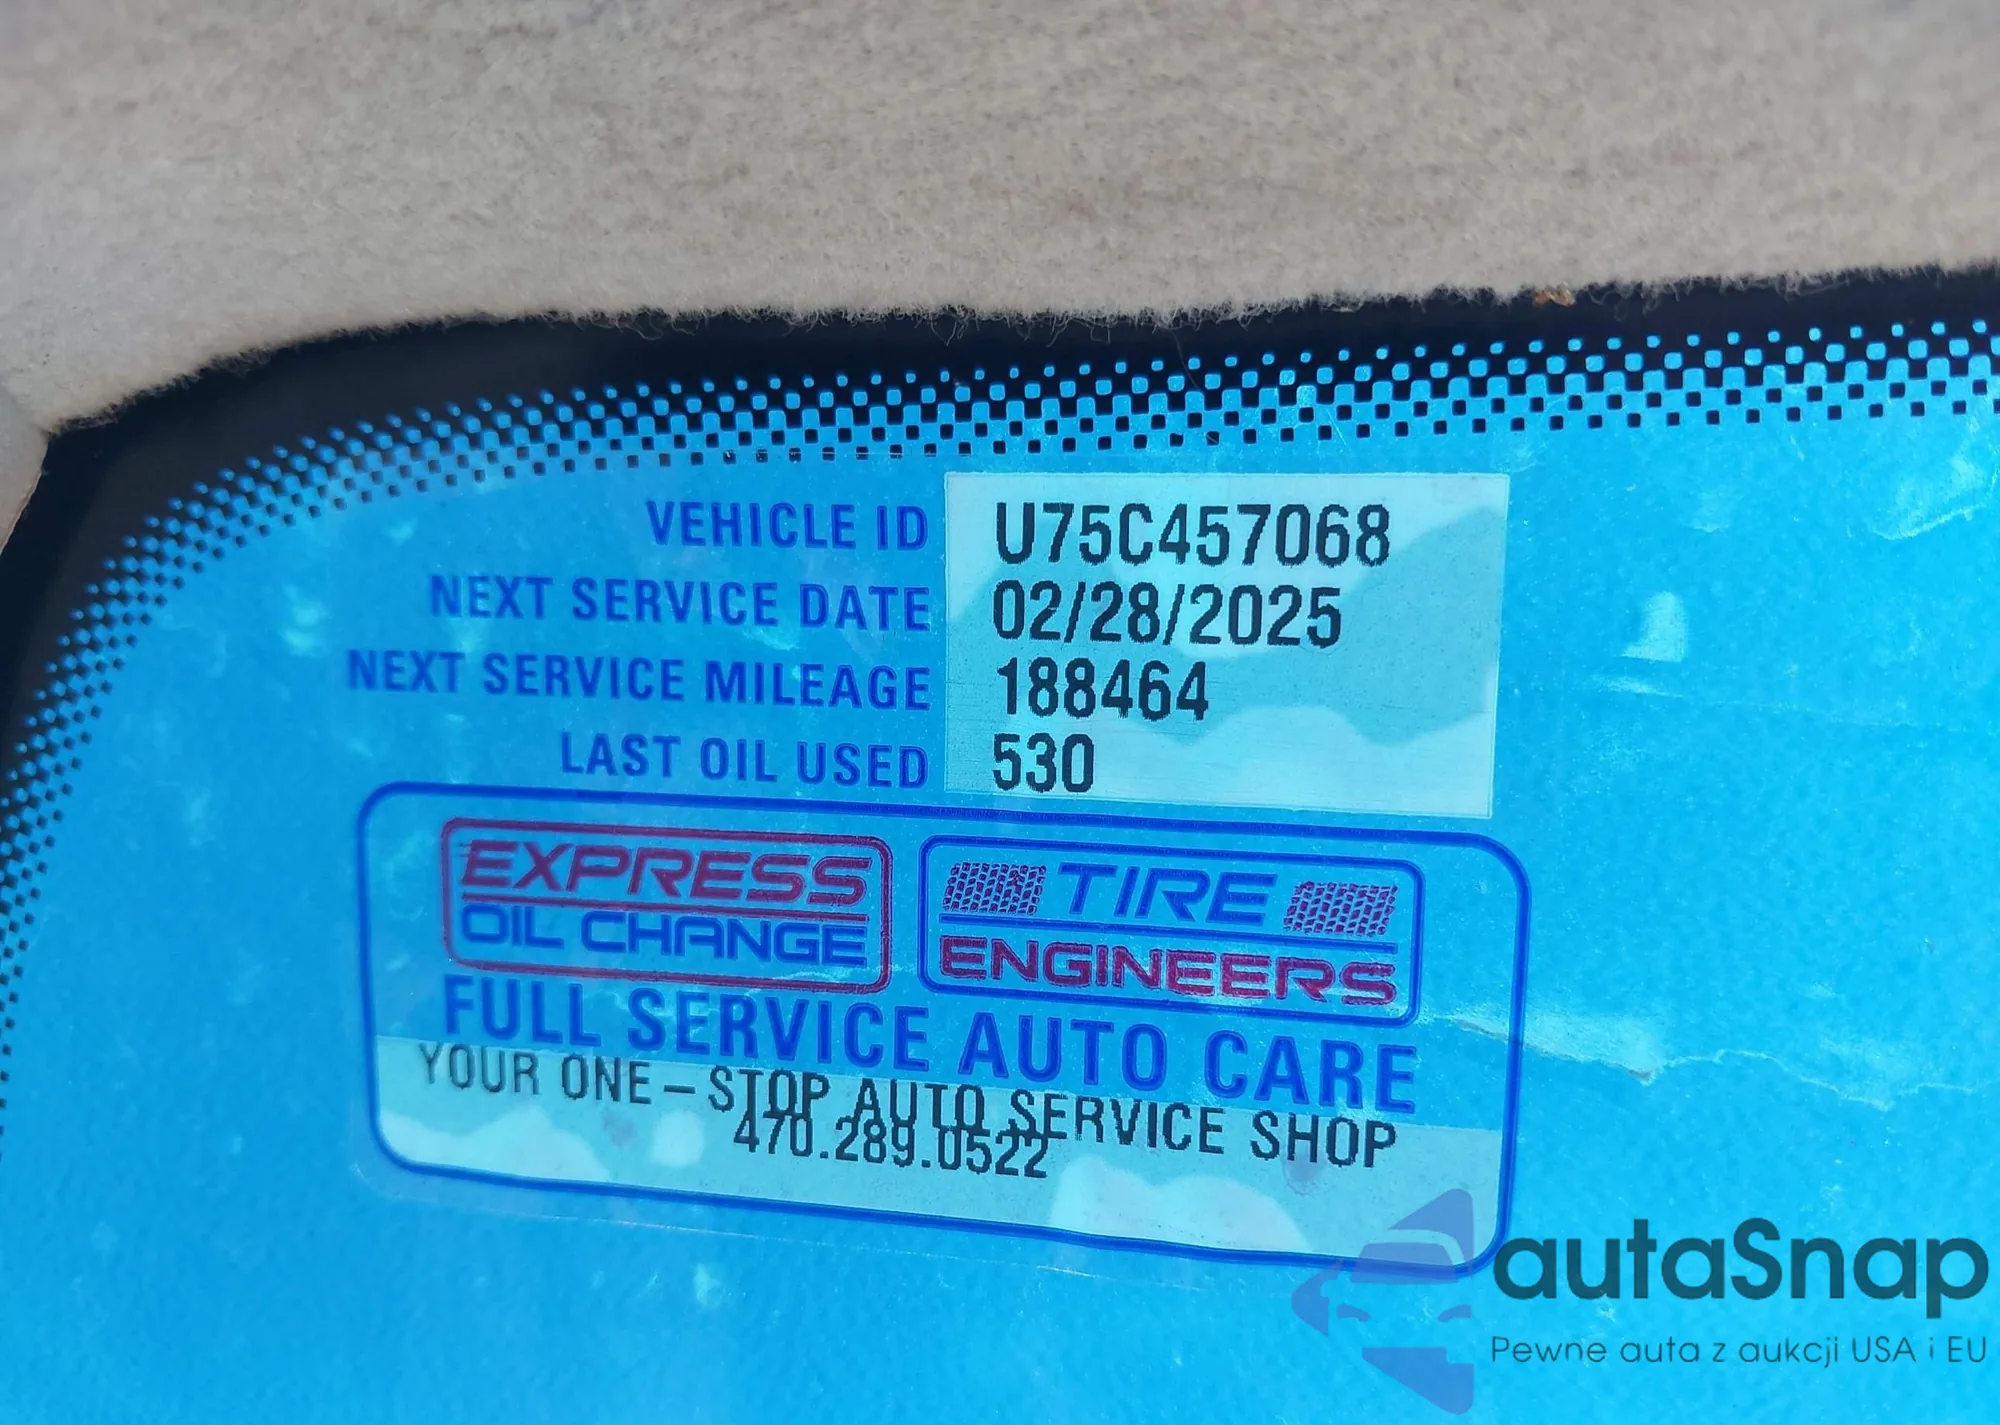 VEHICLE ID U75C457068
NEXT SERVICE DATE 02/28/2025
NEXT SERVICE MILEAGE 188464
LAST OIL USED 530
EXPRESS
OIL CHANGE
TIRE
ENGINEERS
FULL SERVICE AUTO CARE
YOUR ONE-STOP AUTO SERVICE SHOP
470.289.0522
autaSnap
Pewne auta z aukcji USA i EU